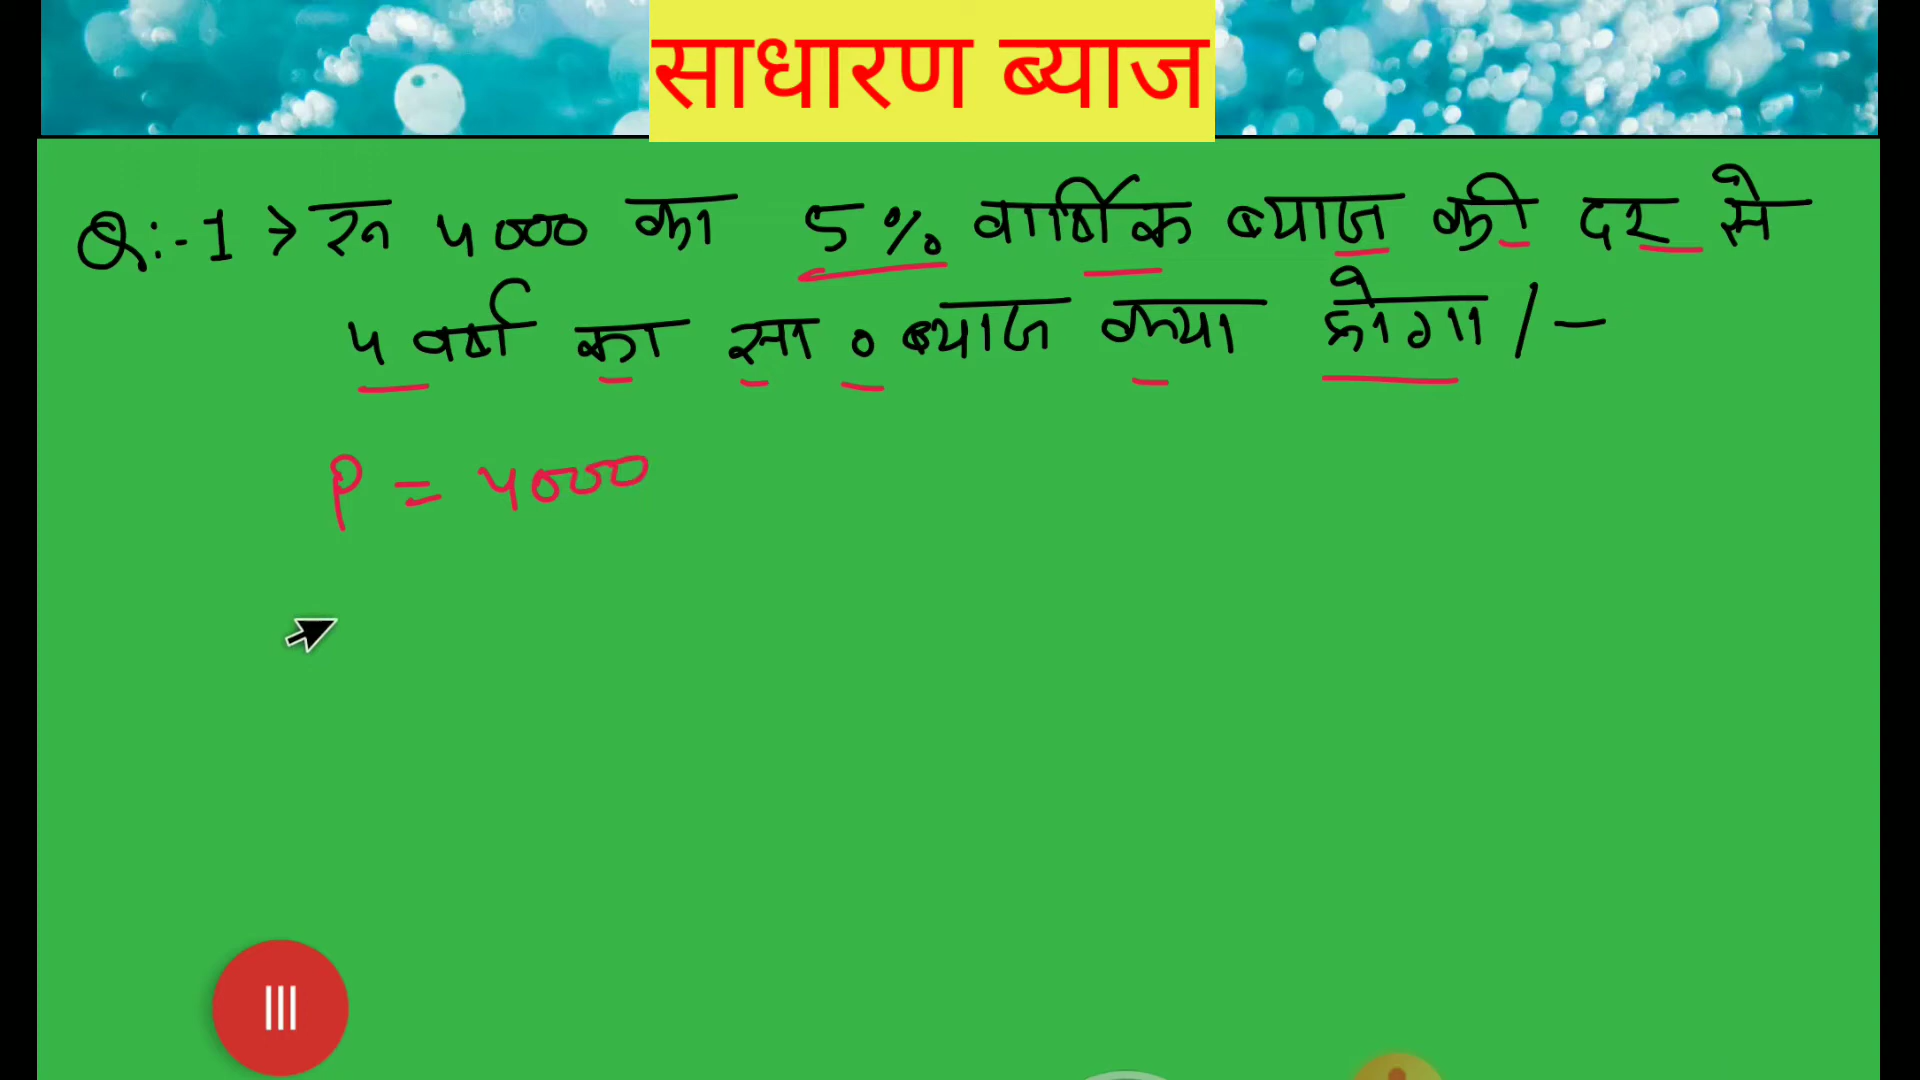 साधारण ब्याज
Q:-1 → रू 4000 का 5% वार्षिक ब्याज की दर से
4 वर्ष का सा० ब्याज क्या होगा /-
P = 4000